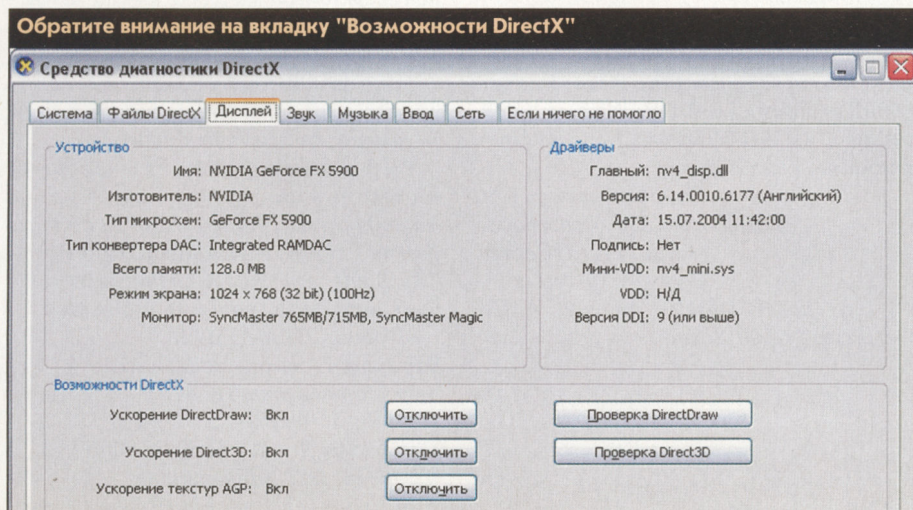 Обратите внимание на вкладку "Возможности DirectX"
Средство диагностики DirectX
Система Файлы DirectX Дисплей Звук Музыка Ввод Сеть Если ничего не помогло
Устройство
Имя: NVIDIA GeForce FX 5900
Изготовитель: NVIDIA
Тип микросхем: GeForce FX 5900
Тип конвертера DAC: Integrated RAMDAC
Всего памяти: 128.0 MB
Режим экрана: 1024 x 768 (32 bit) (100Hz)
Монитор: SyncMaster 765MB/715MB, SyncMaster Magic
Драйверы
Главный: nv4_disp.dll
Версия: 6.14.0010.6177 (Английский)
Дата: 15.07.2004 11:42:00
Подпись: Нет
Мини-VDD: nv4_mini.sys
VDD: Н/Д
Версия DDI: 9 (или выше)
Возможности DirectX
Ускорение DirectDraw: Вкл Отключить Проверка DirectDraw
Ускорение Direct3D: Вкл Отключить Проверка Direct3D
Ускорение текстур AGP: Вкл Отключить